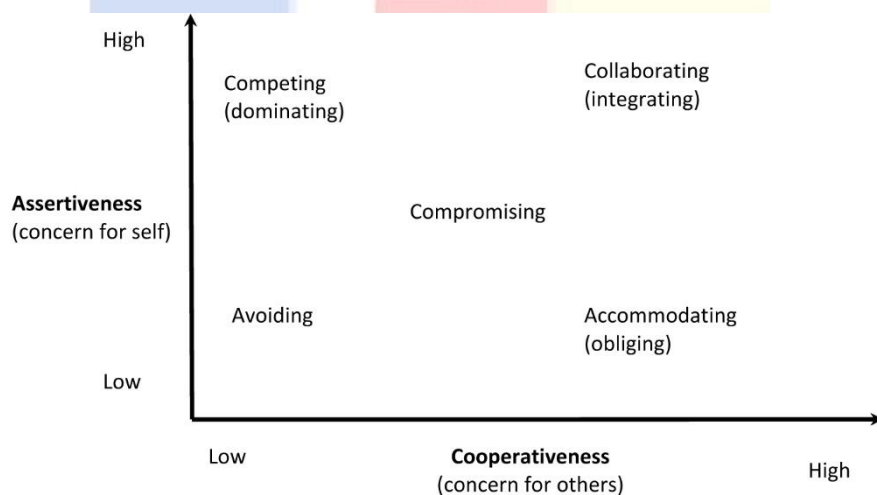 High
Competing
(dominating)
Collaborating
(integrating)
Assertiveness
(concern for self)
Compromising
Avoiding
Accommodating
(obliging)
Low
Low
Cooperativeness
(concern for others)
High